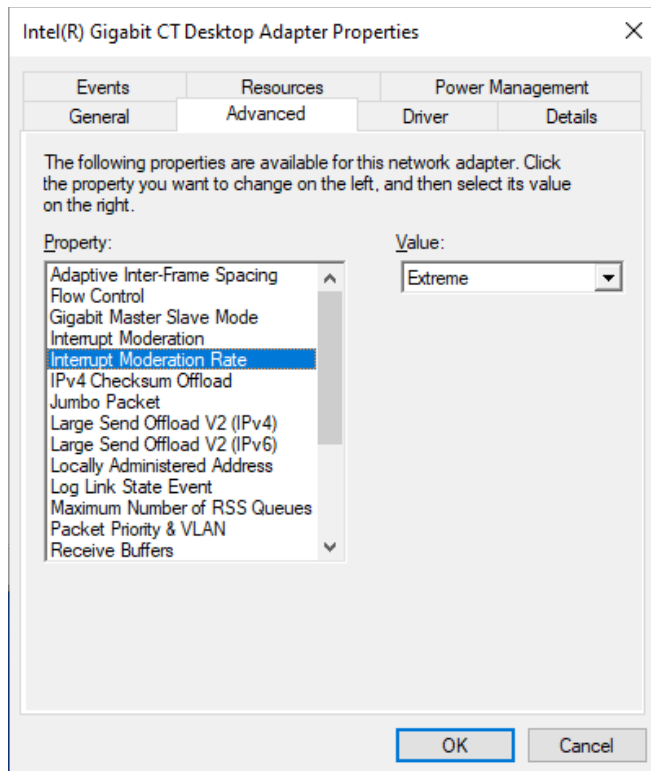 Intel(R) Gigabit CT Desktop Adapter Properties
Events Resources Power Management
General Advanced Driver Details
The following properties are available for this network adapter. Click
the property you want to change on the left, and then select its value
on the right.
Property:
Value:
Adaptive Inter-Frame Spacing
Extreme
Flow Control
Gigabit Master Slave Mode
Interrupt Moderation
Interrupt Moderation Rate
IPv4 Checksum Offload
Jumbo Packet
Large Send Offload V2 (IPv4)
Large Send Offload V2 (IPv6)
Locally Administered Address
Log Link State Event
Maximum Number of RSS Queues
Packet Priority & VLAN
Receive Buffers
OK Cancel